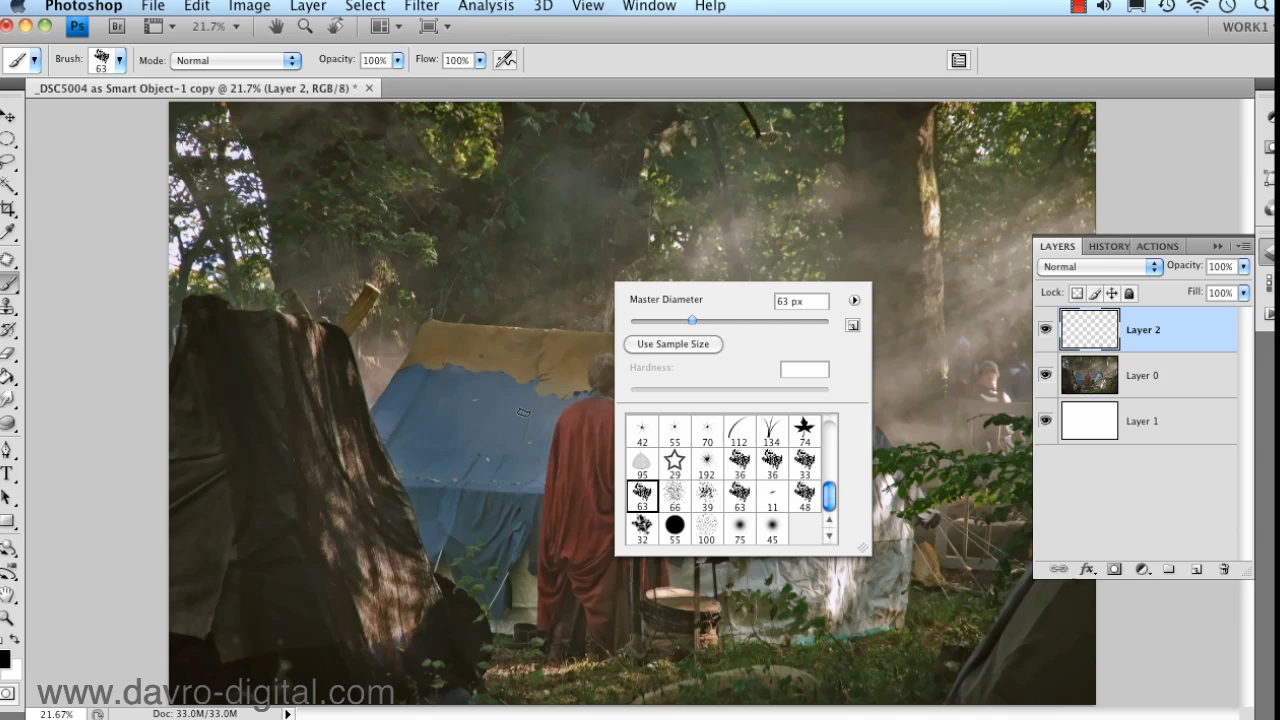 Photoshop File Edit Image Layer Select Filter Analysis 3D View Window Help
Ps Br 21.7% WORK1
Brush: 63 Mode: Normal Opacity: 100% Flow: 100%
_DSC5004 as Smart Object-1 copy @ 21.7% (Layer 2, RGB/8) * ×
LAYERS HISTORY ACTIONS
Normal Opacity: 100%
Lock: Fill: 100%
Layer 2
Layer 0
Layer 1
fx
Master Diameter 63 px
Use Sample Size
Hardness:
42 55 70 112 134 74
95 29 192 36 36 33
63 66 39 63 11 48
32 55 100 75 45
T
www.davro-digital.com
21.67% Doc: 33.0M/33.0M